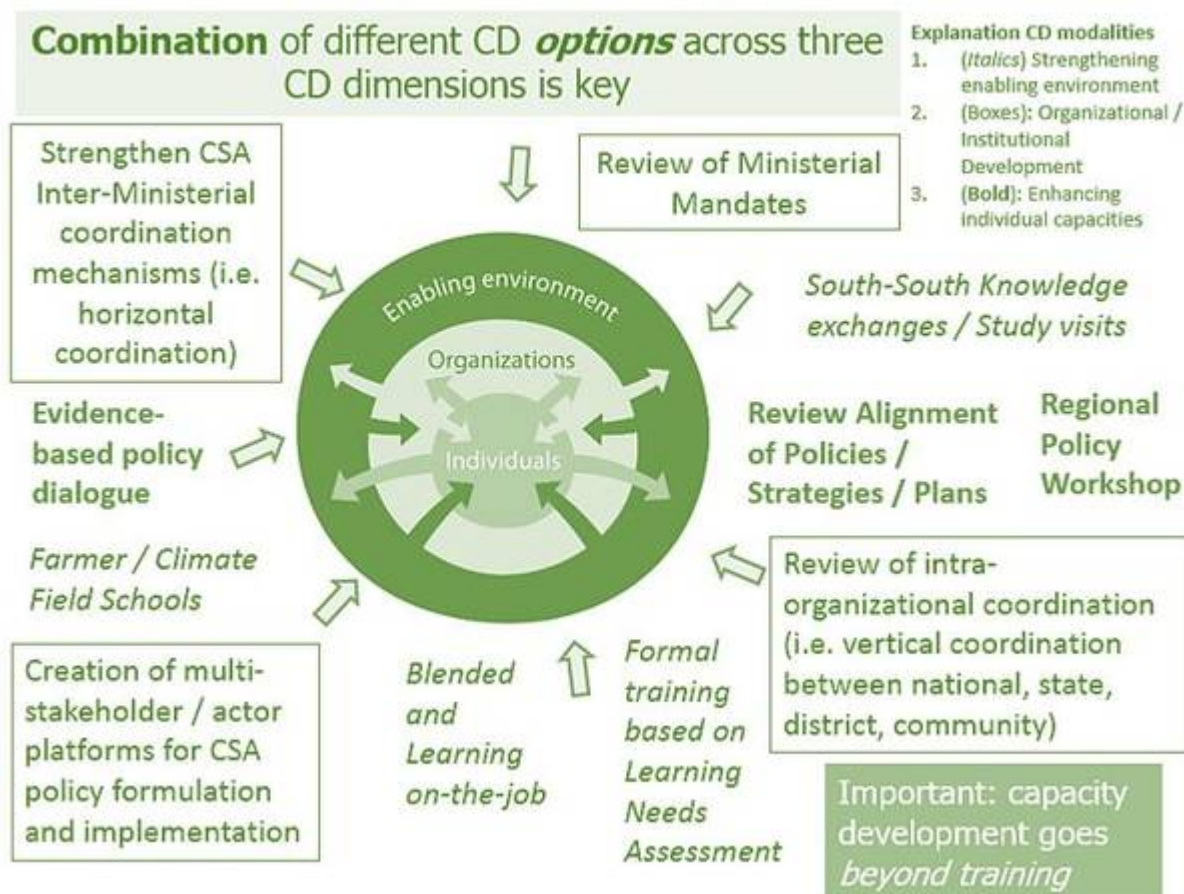 Combination of different CD options across three
CD dimensions is key
Explanation CD modalities
1. (Italics) Strengthening
enabling environment
2. (Boxes): Organizational /
Institutional
Development
3. (Bold): Enhancing
individual capacities
Strengthen CSA
Inter-Ministerial
coordination
mechanisms (i.e.
horizontal
coordination)
Review of Ministerial
Mandates
South-South Knowledge
exchanges / Study visits
Enabling environment
Organizations
Individuals
Evidence-
based policy
dialogue
Review Alignment
of Policies /
Strategies / Plans
Regional
Policy
Workshop
Farmer / Climate
Field Schools
Review of intra-
organizational coordination
(i.e. vertical coordination
between national, state,
district, community)
Creation of multi-
stakeholder / actor
platforms for CSA
policy formulation
and implementation
Blended
and
Learning
on-the-job
Formal
training
based on
Learning
Needs
Assessment
Important: capacity
development goes
beyond training